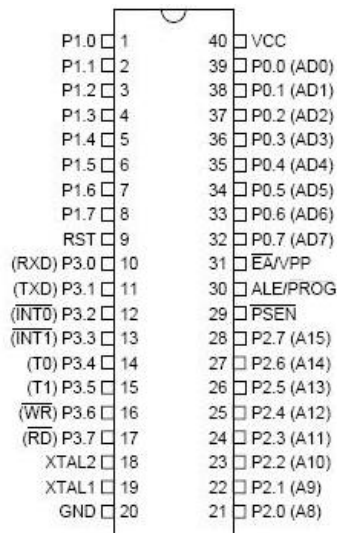 P1.0 1 40 VCC
P1.1 2 39 P0.0 (AD0)
P1.2 3 38 P0.1 (AD1)
P1.3 4 37 P0.2 (AD2)
P1.4 5 36 P0.3 (AD3)
P1.5 6 35 P0.4 (AD4)
P1.6 7 34 P0.5 (AD5)
P1.7 8 33 P0.6 (AD6)
RST 9 32 P0.7 (AD7)
(RXD) P3.0 10 31 E̅A̅/VPP
(TXD) P3.1 11 30 ALE/PROG
(I̅N̅T̅0̅) P3.2 12 29 P̅S̅E̅N̅
(I̅N̅T̅1̅) P3.3 13 28 P2.7 (A15)
(T0) P3.4 14 27 P2.6 (A14)
(T1) P3.5 15 26 P2.5 (A13)
(W̅R̅) P3.6 16 25 P2.4 (A12)
(R̅D̅) P3.7 17 24 P2.3 (A11)
XTAL2 18 23 P2.2 (A10)
XTAL1 19 22 P2.1 (A9)
GND 20 21 P2.0 (A8)